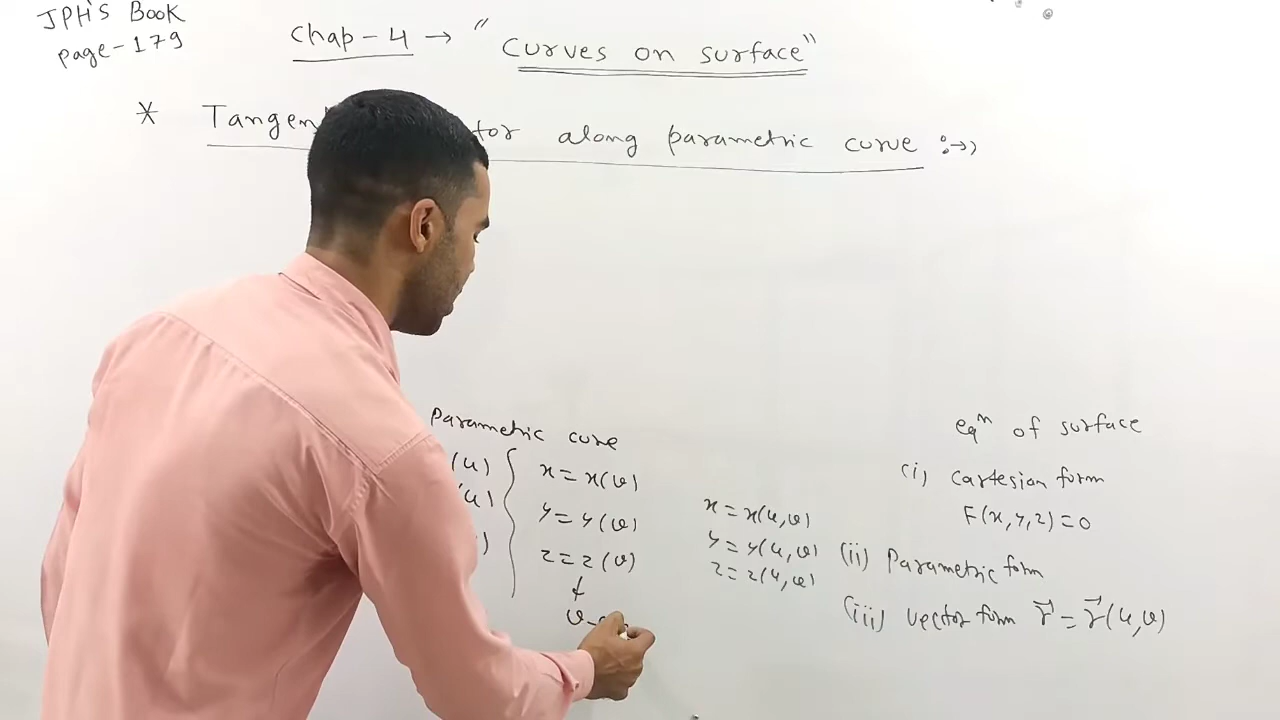 JPH'S Book
page-179
Chap-4 → "Curves on surface"
* Tangen tor along parametric curve :→
Parametric curve
(u)
(u)
)
x = x(v)
y = y(v)
z = z(v)
↓
x = x(u,v)
y = y(u,v)
z = z(u,v)
eqⁿ of surface
(i) Cartesian form
F(x,y,z)=0
(ii) Parametric form
(iii) Vector form r⃗ = r⃗(u,v)